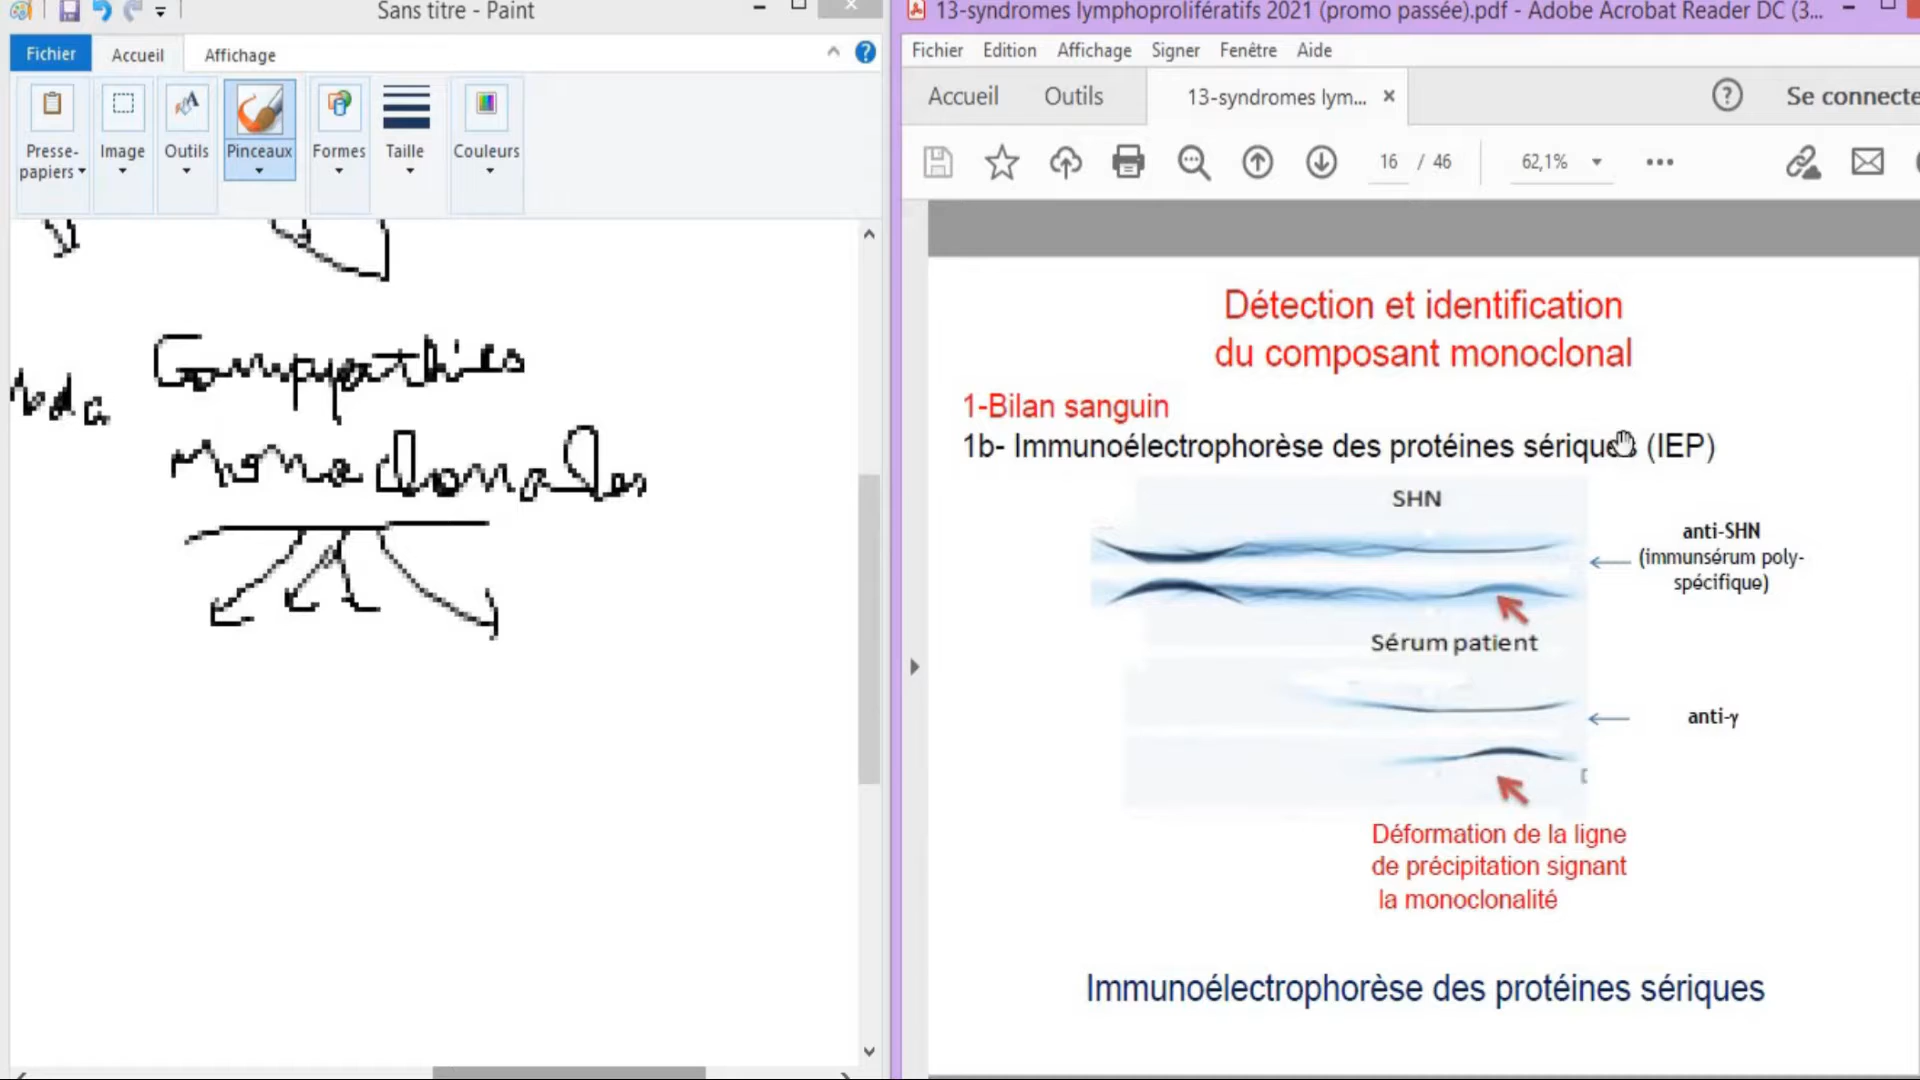 Sans titre - Paint
Fichier
Accueil
Affichage
Presse-
papiers
Image
Outils
Pinceaux
Formes
Taille
Couleurs
Monoclonales
13-syndromes lymphoprolifératifs 2021 (promo passée).pdf - Adobe Acrobat Reader DC (3...
Fichier Edition Affichage Signer Fenêtre Aide
Accueil Outils 13-syndromes lym... Se connecte
16 / 46 62,1%
Détection et identification
du composant monoclonal
1-Bilan sanguin
1b- Immunoélectrophorèse des protéines sériques (IEP)
SHN
anti-SHN
(immunsérum poly-
spécifique)
Sérum patient
anti-γ
Déformation de la ligne
de précipitation signant
la monoclonalité
Immunoélectrophorèse des protéines sériques